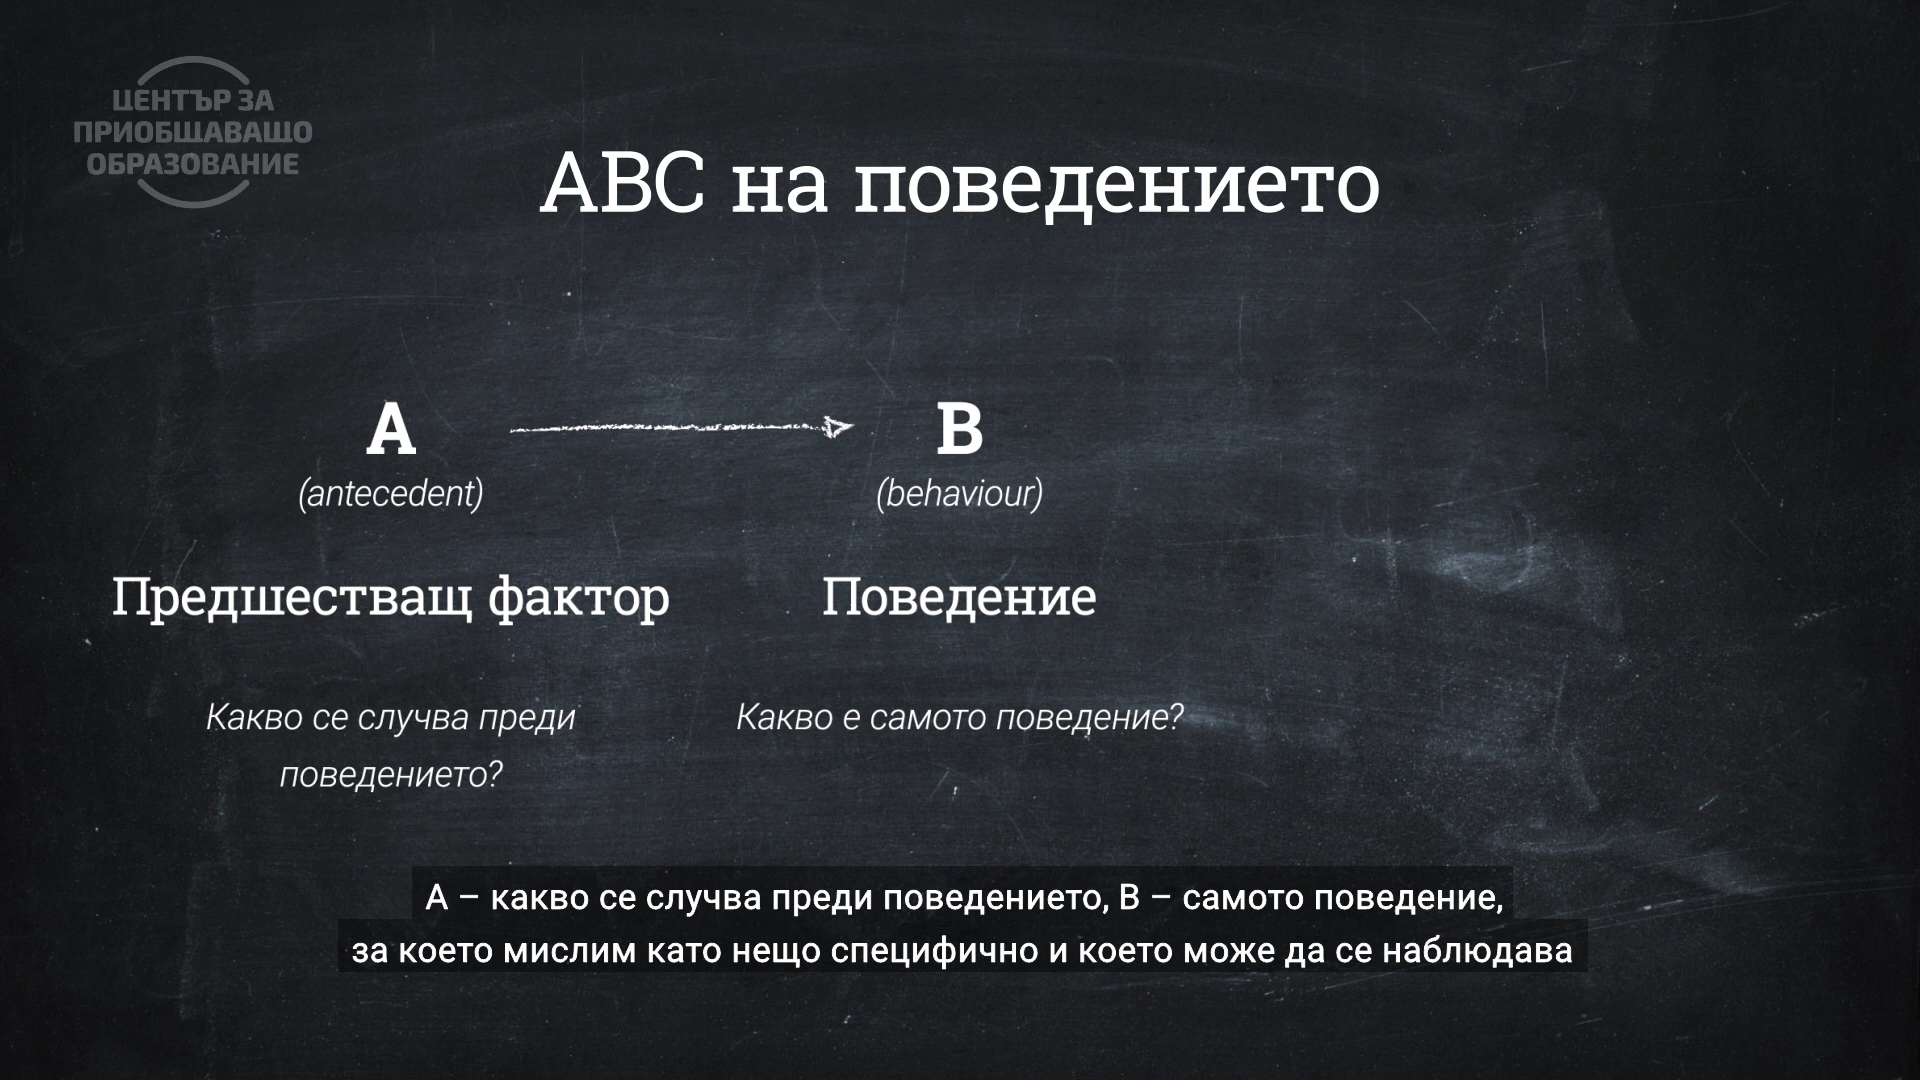 ЦЕНТЪР ЗА
ПРИОБЩАВАЩО
ОБРАЗОВАНИЕ
ABC на поведението
A
B
(antecedent)
(behaviour)
Предшестващ фактор
Поведение
Какво се случва преди
поведението?
Какво е самото поведение?
А – какво се случва преди поведението, B – самото поведение,
за което мислим като нещо специфично и което може да се наблюдава